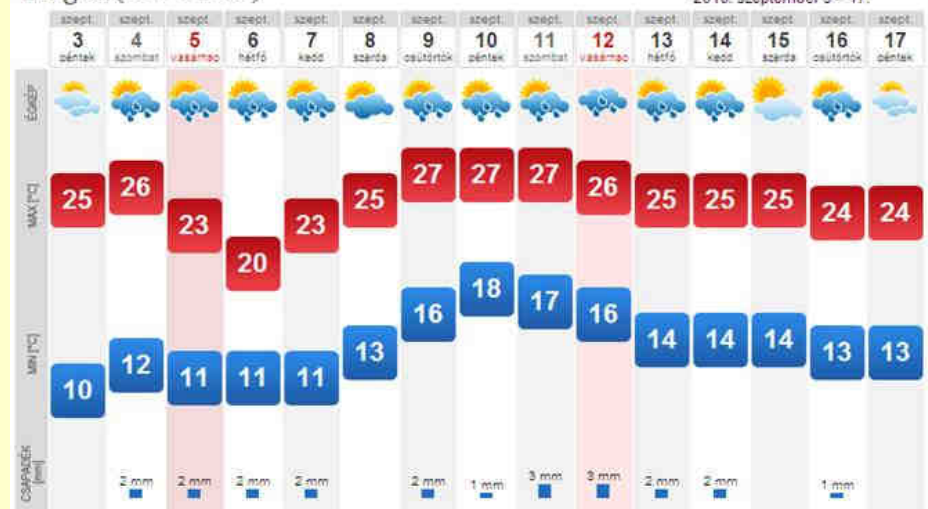 2010. szeptember 3 - 17.
szept. szept. szept. szept. szept. szept. szept. szept. szept. szept. szept. szept. szept. szept. szept.
3 4 5 6 7 8 9 10 11 12 13 14 15 16 17
péntek szombat vasárnap hétfő kedd szerda csütörtök péntek szombat vasárnap hétfő kedd szerda csütörtök péntek
ÉGKÉP
MAX [°C]
25 26 23 20 23 25 27 27 27 26 25 25 25 24 24
MIN [°C]
10 12 11 11 11 13 16 18 17 16 14 14 14 13 13
CSAPADÉK
[mm]
2 mm 2 mm 2 mm 2 mm 2 mm 1 mm 3 mm 3 mm 2 mm 2 mm 1 mm